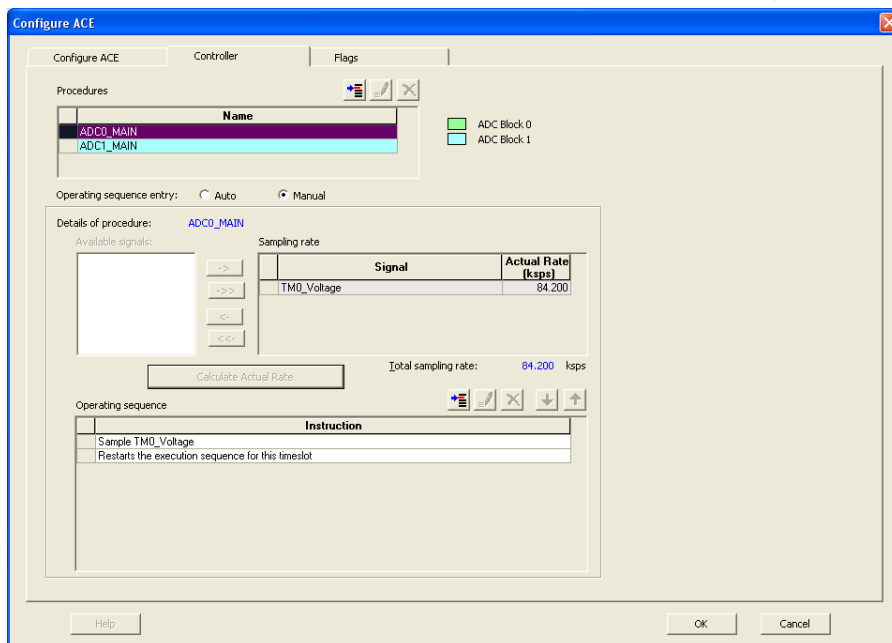 Configure ACE
Configure ACE Controller Flags
Procedures
Name
ADC0_MAIN
ADC1_MAIN
ADC Block 0
ADC Block 1
Operating sequence entry: Auto Manual
Details of procedure: ADC0_MAIN
Available signals:
Sampling rate
Signal Actual Rate (ksps)
TM0_Voltage 84.200
->
->>
<-
<<-
Calculate Actual Rate
Total sampling rate: 84.200 ksps
Operating sequence
Instruction
Sample TM0_Voltage
Restarts the execution sequence for this timeslot
Help OK Cancel